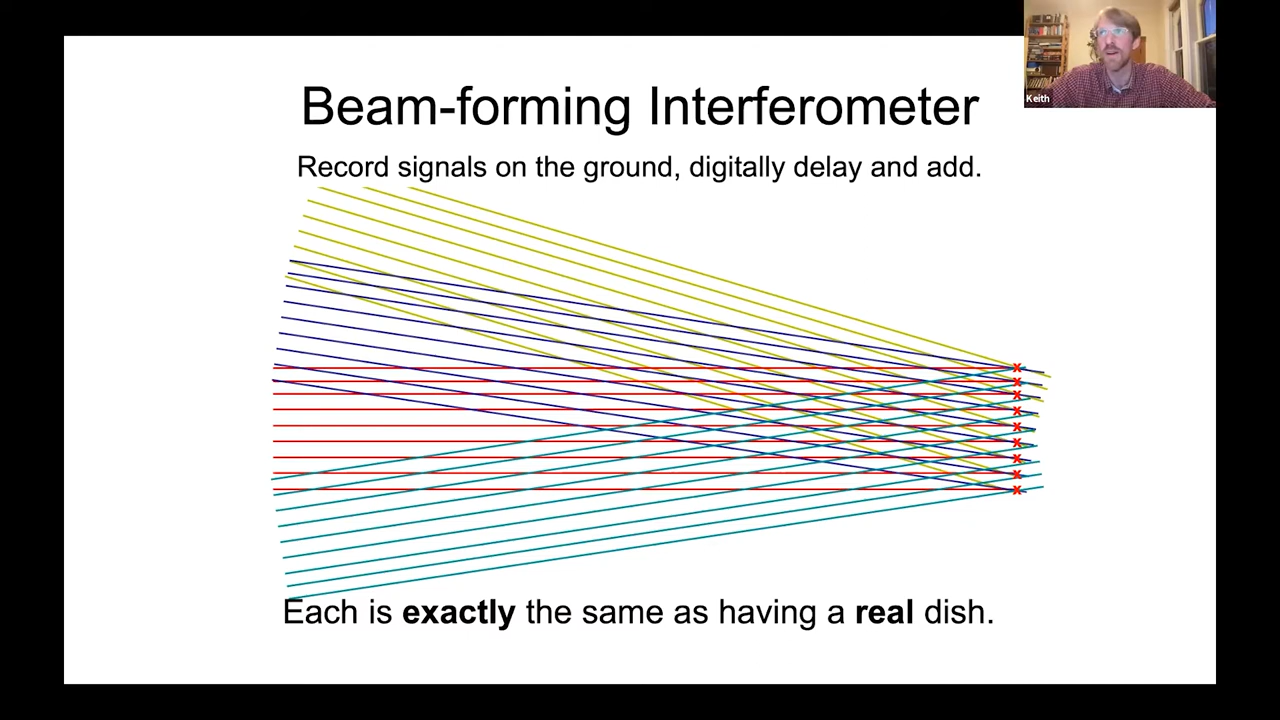 Beam-forming Interferometer
Keith
Record signals on the ground, digitally delay and add.
Each is exactly the same as having a real dish.